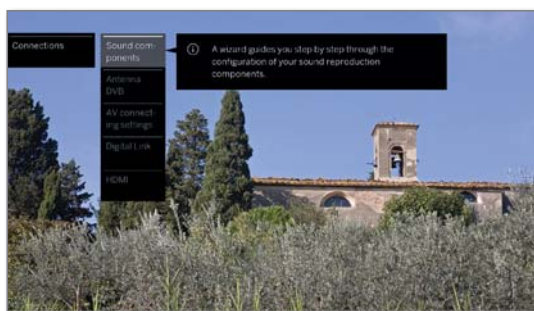 Connections
Sound com-
ponents
A wizard guides you step by step through the
configuration of your sound reproduction
components.
Antenna
DVB
AV connect-
ing settings
Digital Link
HDMI